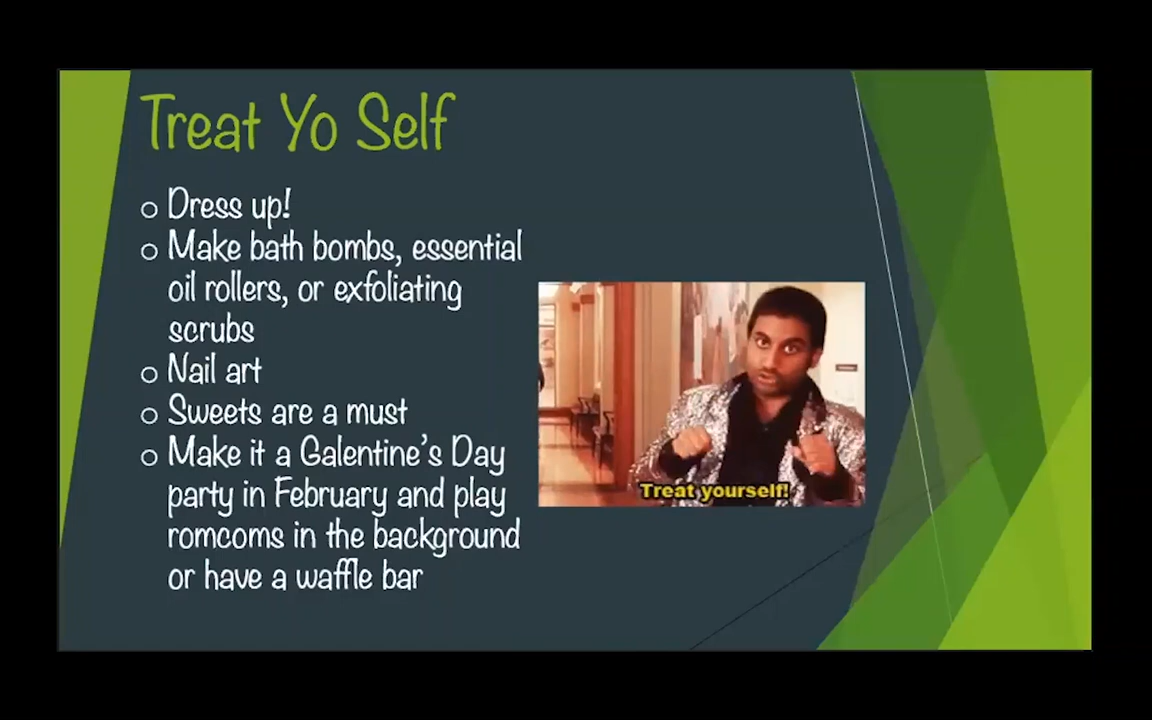 Treat Yo Self
o Dress up!
o Make bath bombs, essential
oil rollers, or exfoliating
scrubs
o Nail art
o Sweets are a must
o Make it a Galentine's Day
party in February and play
romcoms in the background
or have a waffle bar
Treat yourself!